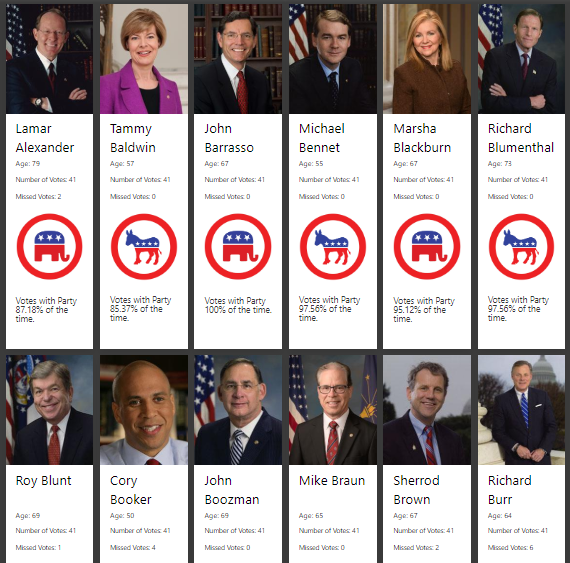 Lamar
Alexander
Age: 79
Number of Votes: 41
Missed Votes: 2
Votes with Party
87.18% of the
time.
Tammy
Baldwin
Age: 57
Number of Votes: 41
Missed Votes: 0
Votes with Party
85.37% of the
time.
John
Barrasso
Age: 67
Number of Votes: 41
Missed Votes: 0
Votes with Party
100% of the time.
Michael
Bennet
Age: 55
Number of Votes: 41
Missed Votes: 0
Votes with Party
97.56% of the
time.
Marsha
Blackburn
Age: 67
Number of Votes: 41
Missed Votes: 0
Votes with Party
95.12% of the
time.
Richard
Blumenthal
Age: 73
Number of Votes: 41
Missed Votes: 0
Votes with Party
97.56% of the
time.
Roy Blunt
Age: 69
Number of Votes: 41
Missed Votes: 1
Cory
Booker
Age: 50
Number of Votes: 41
Missed Votes: 4
John
Boozman
Age: 69
Number of Votes: 41
Missed Votes: 0
Mike Braun
Age: 65
Number of Votes: 41
Missed Votes: 0
Sherrod
Brown
Age: 67
Number of Votes: 41
Missed Votes: 2
Richard
Burr
Age: 64
Number of Votes: 41
Missed Votes: 6